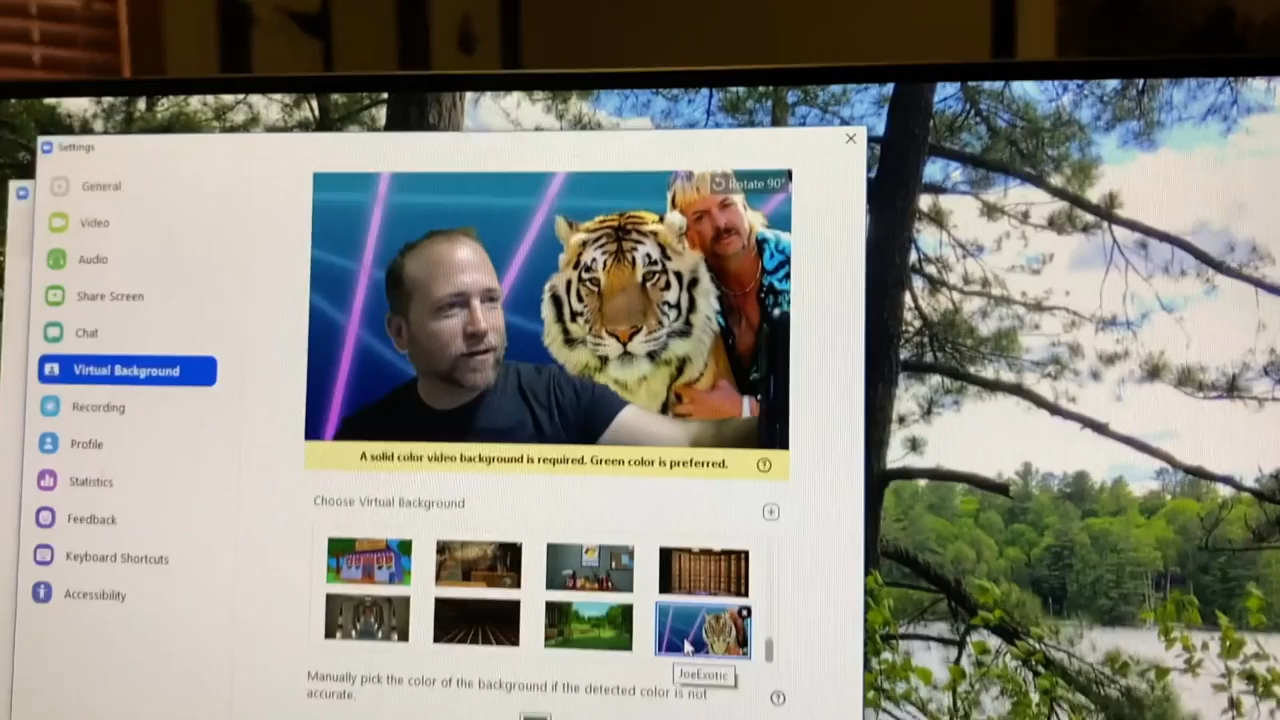 Settings
General
Video
Audio
Share Screen
Chat
Virtual Background
Recording
Profile
Statistics
Feedback
Keyboard Shortcuts
Accessibility
Rotate 90°
A solid color video background is required. Green color is preferred.
Choose Virtual Background
JoeExotic
Manually pick the color of the background if the detected color is not
accurate.